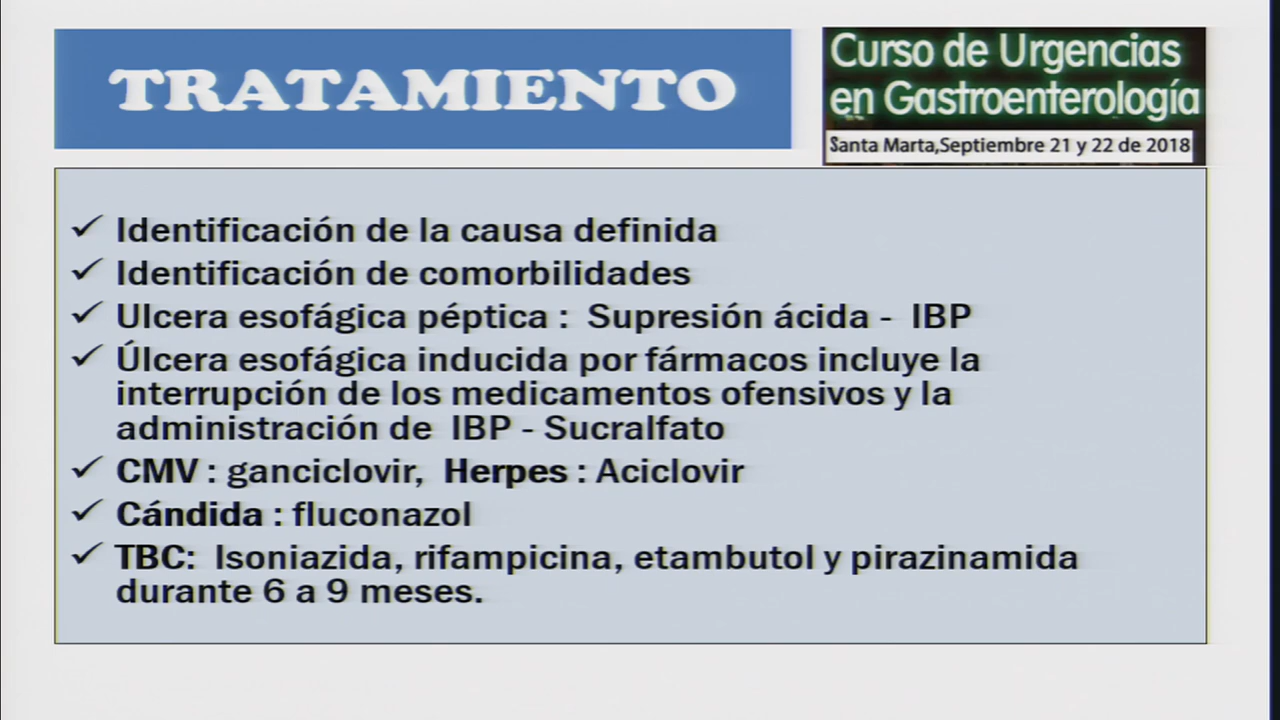 TRATAMIENTO
Curso de Urgencias
en Gastroenterología
Santa Marta,Septiembre 21 y 22 de 2018
✓ Identificación de la causa definida
✓ Identificación de comorbilidades
✓ Ulcera esofágica péptica : Supresión ácida - IBP
✓ Úlcera esofágica inducida por fármacos incluye la
interrupción de los medicamentos ofensivos y la
administración de IBP - Sucralfato
✓ CMV : ganciclovir, Herpes : Aciclovir
✓ Cándida : fluconazol
✓ TBC: Isoniazida, rifampicina, etambutol y pirazinamida
durante 6 a 9 meses.